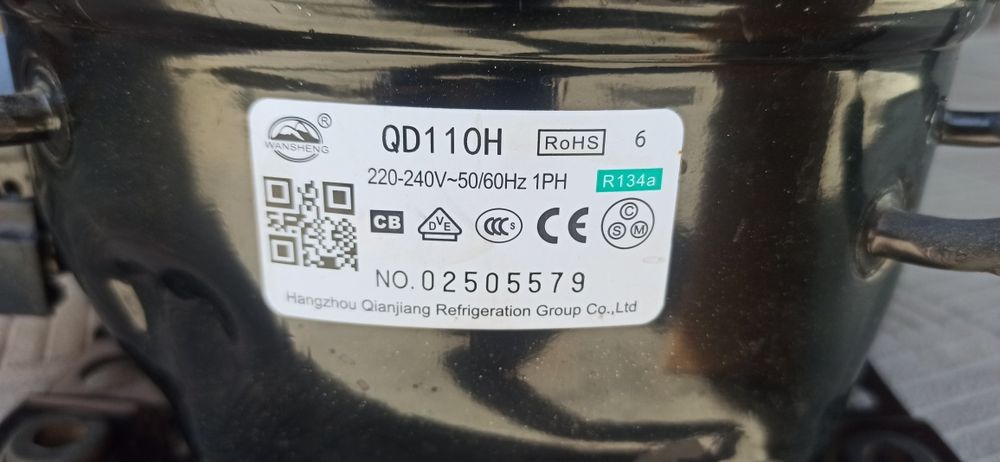 WANSHENG ®
QD110H RoHS 6
220-240V~50/60Hz 1PH R134a
CB DVE CCC S CE CSM
NO. 02505579
Hangzhou Qianjiang Refrigeration Group Co.,Ltd